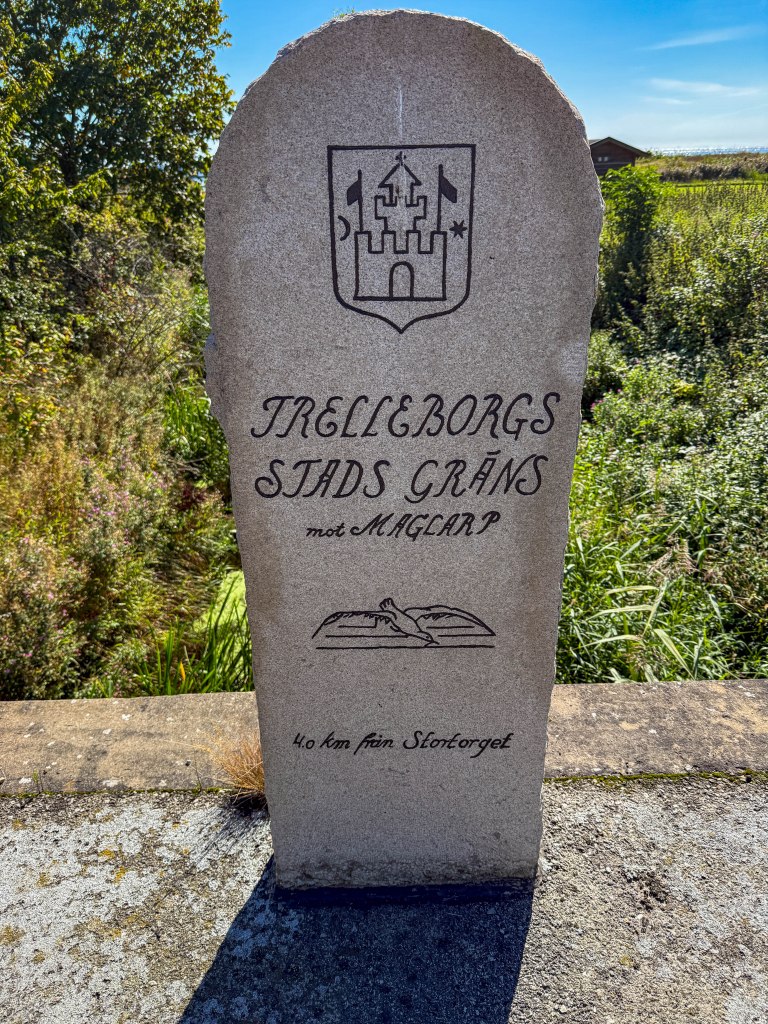 TRELLEBORGS
STADS GRÄNS
mot MAGLARP
4.0 km från Stortorget